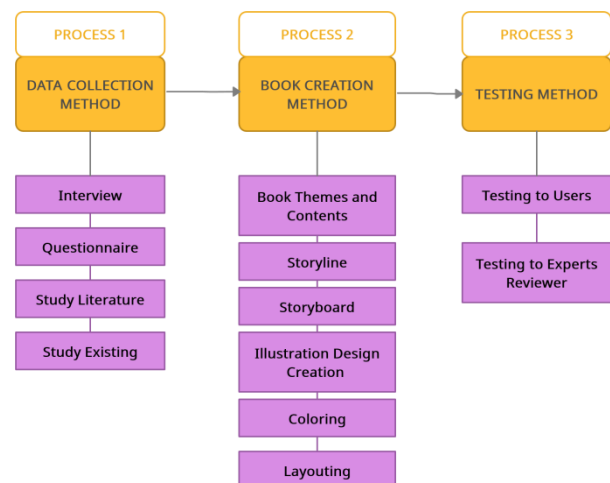 PROCESS 1
DATA COLLECTION
METHOD
Interview
Questionnaire
Study Literature
Study Existing
PROCESS 2
BOOK CREATION
METHOD
Book Themes and
Contents
Storyline
Storyboard
Illustration Design
Creation
Coloring
Layouting
PROCESS 3
TESTING METHOD
Testing to Users
Testing to Experts
Reviewer